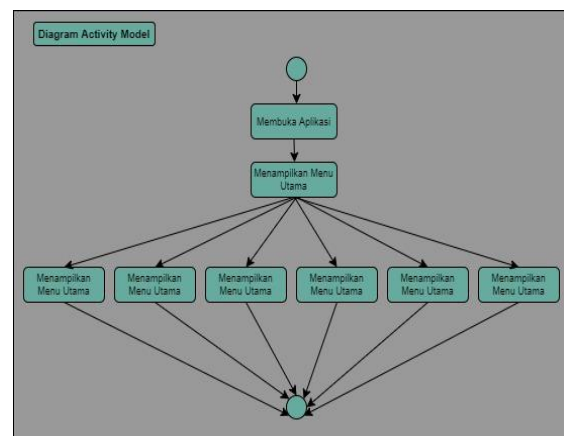 Diagram Activity Model
Membuka Aplikasi
Menampilkan Menu
Utama
Menampilkan
Menu Utama
Menampilkan
Menu Utama
Menampilkan
Menu Utama
Menampilkan
Menu Utama
Menampilkan
Menu Utama
Menampilkan
Menu Utama